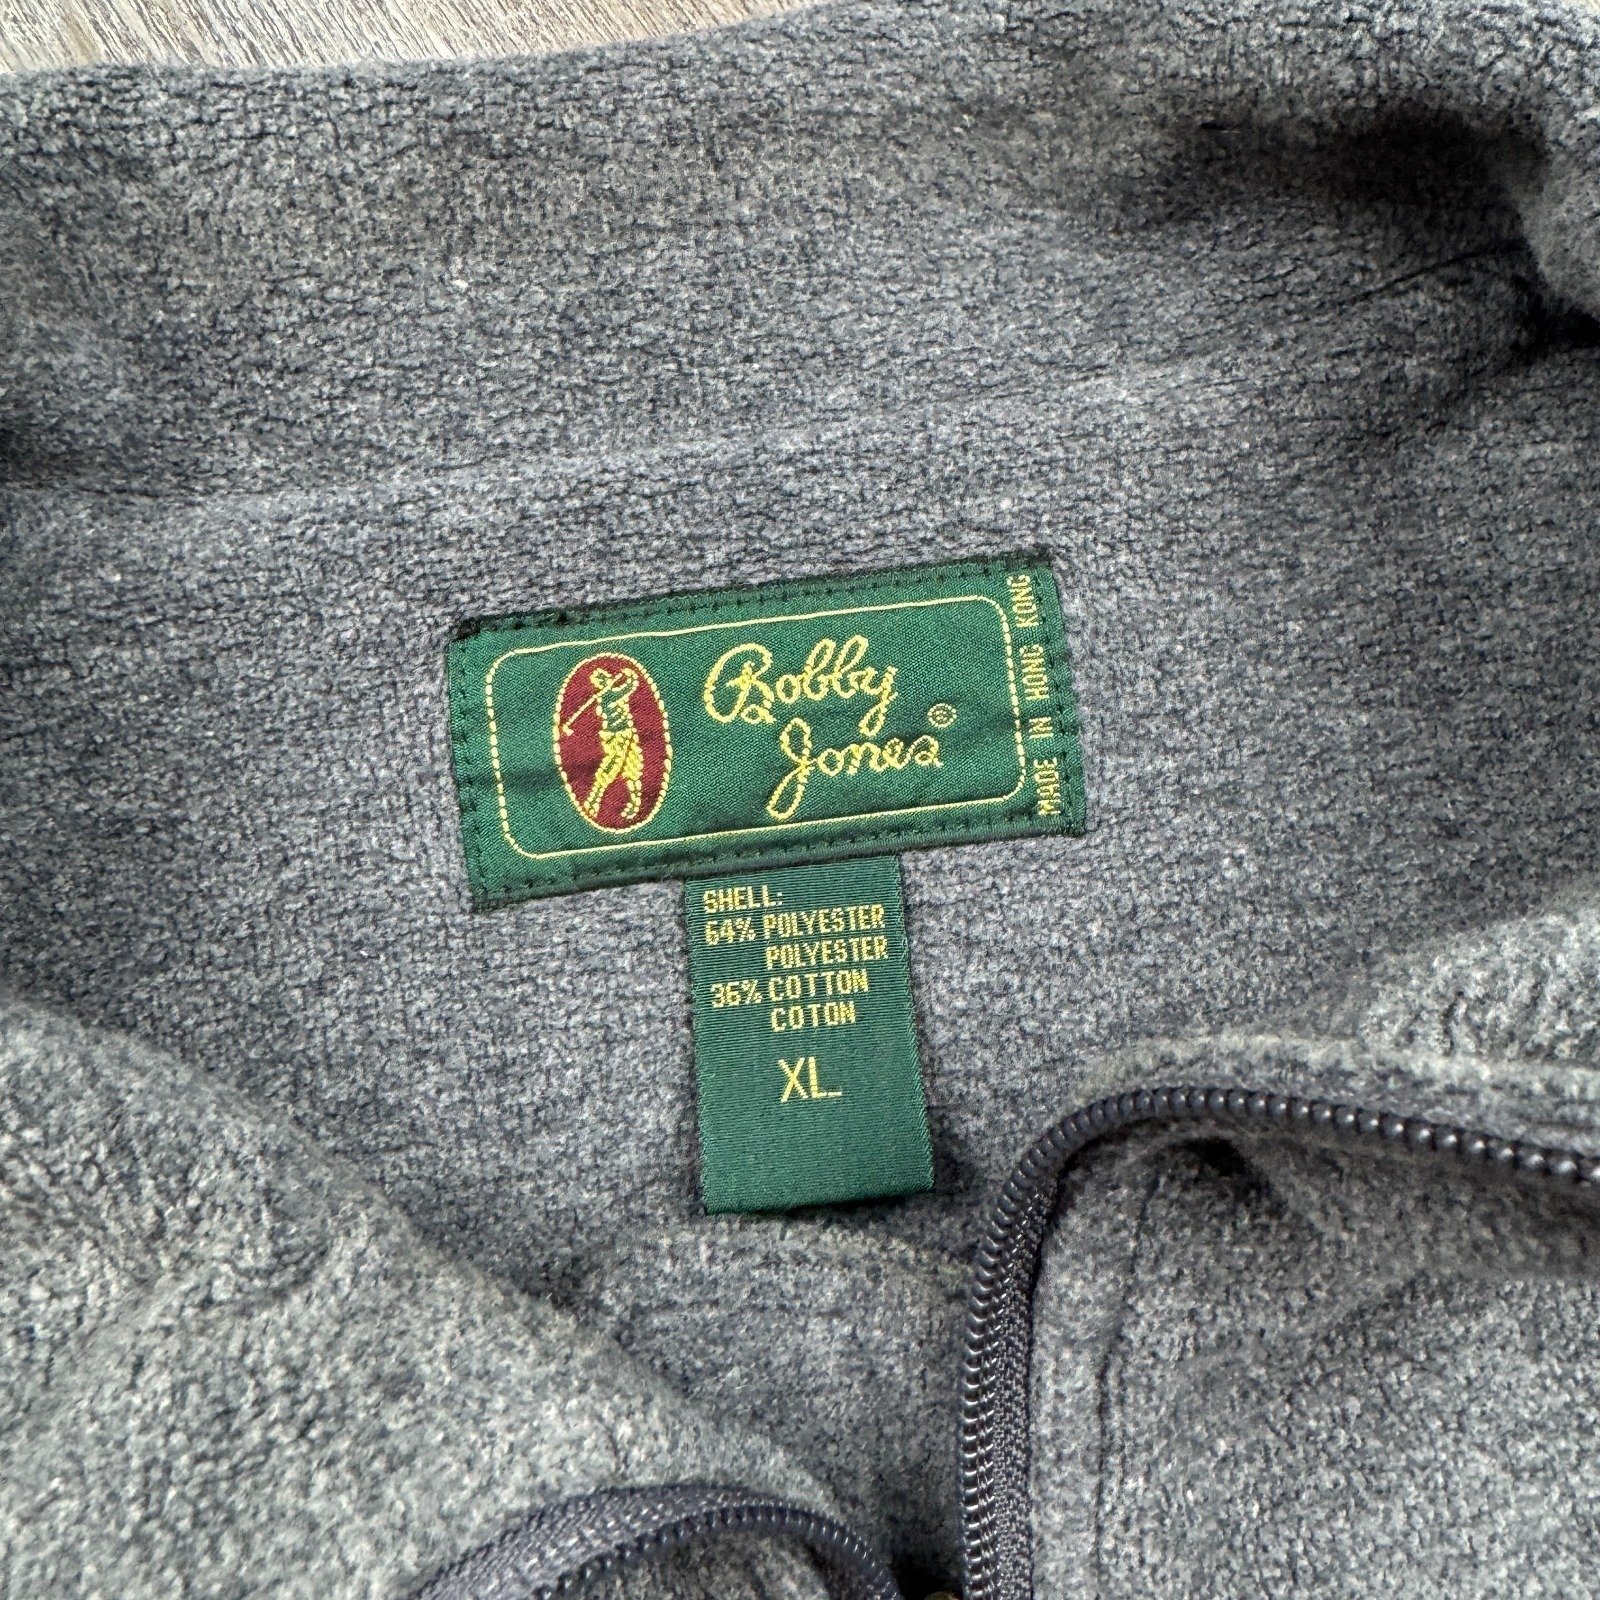 Bobby
Jones®
MADE IN HONG KONG
SHELL:
64% POLYESTER
POLYESTER
36% COTTON
COTON
XL